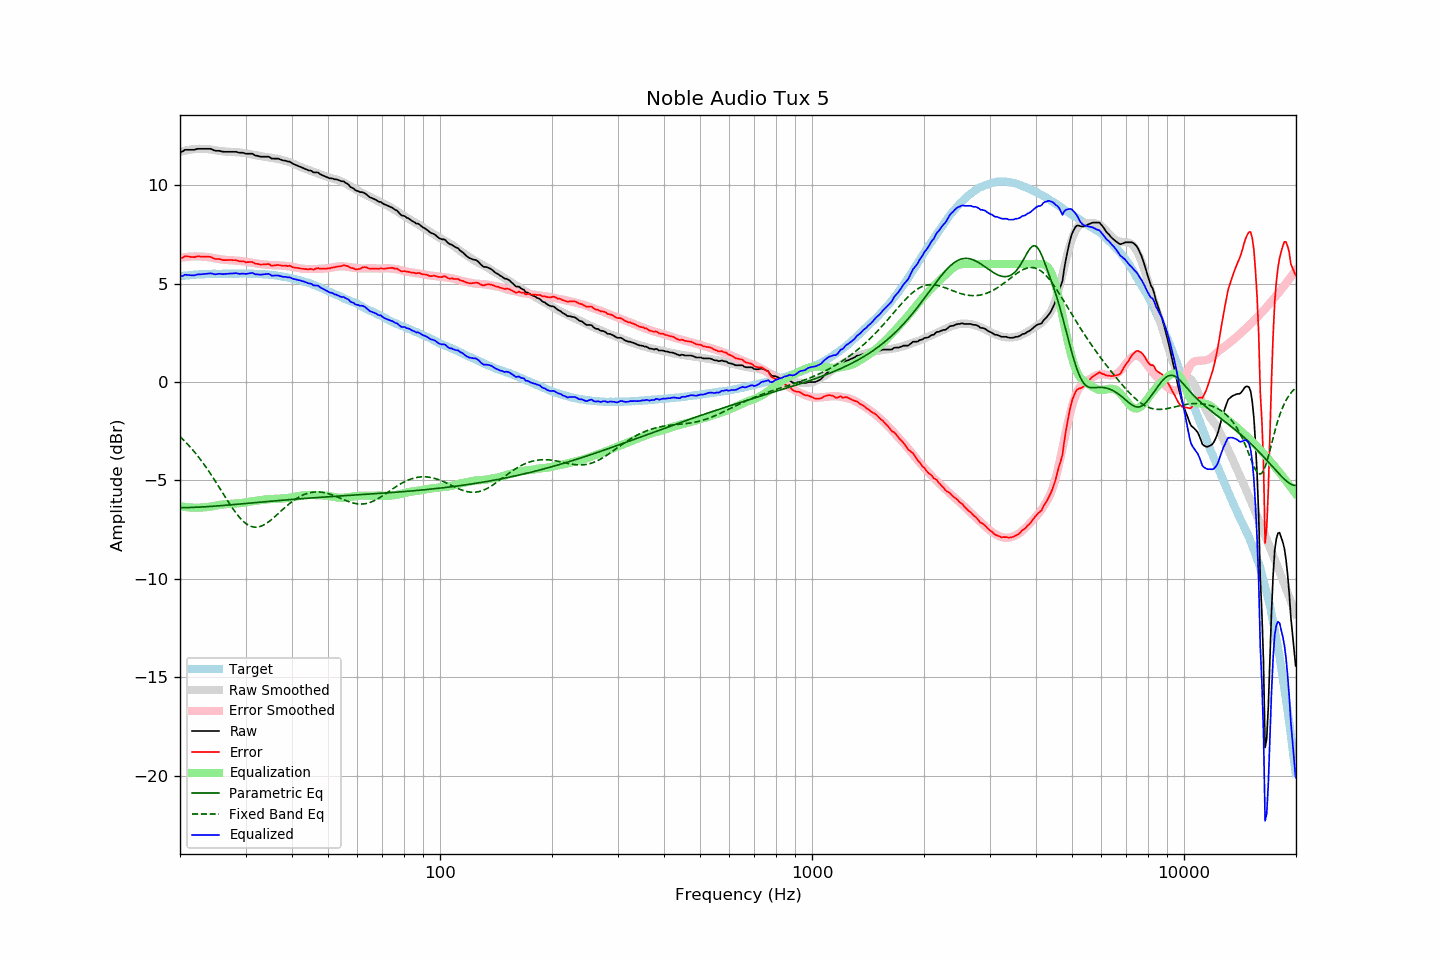 Noble Audio Tux 5
Amplitude (dBr)
10
5
0
−5
−10
−15
−20
Target
Raw Smoothed
Error Smoothed
Raw
Error
Equalization
Parametric Eq
Fixed Band Eq
Equalized
100
1000
10000
Frequency (Hz)